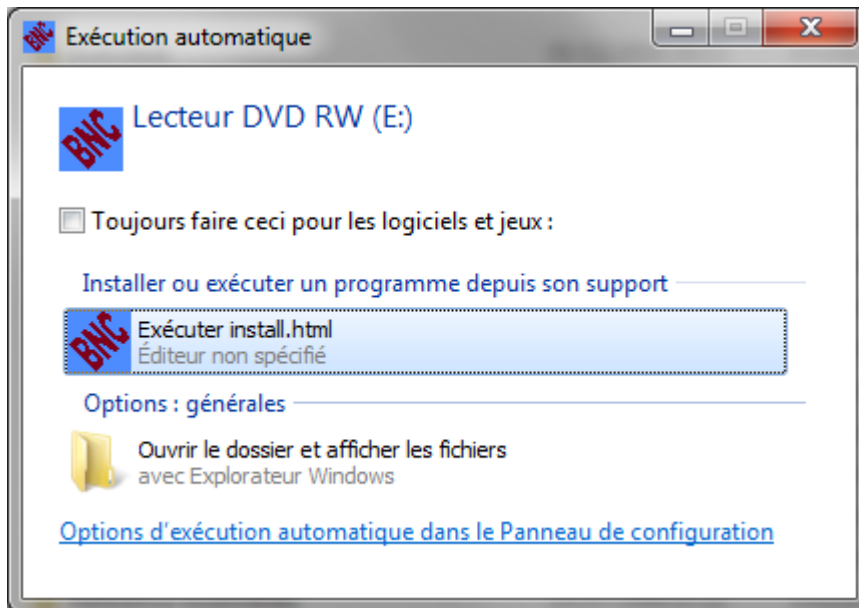 Exécution automatique
BNC
Lecteur DVD RW (E:)
Toujours faire ceci pour les logiciels et jeux :
Installer ou exécuter un programme depuis son support
BNC
Exécuter install.html
Éditeur non spécifié
Options : générales
Ouvrir le dossier et afficher les fichiers
avec Explorateur Windows
Options d'exécution automatique dans le Panneau de configuration